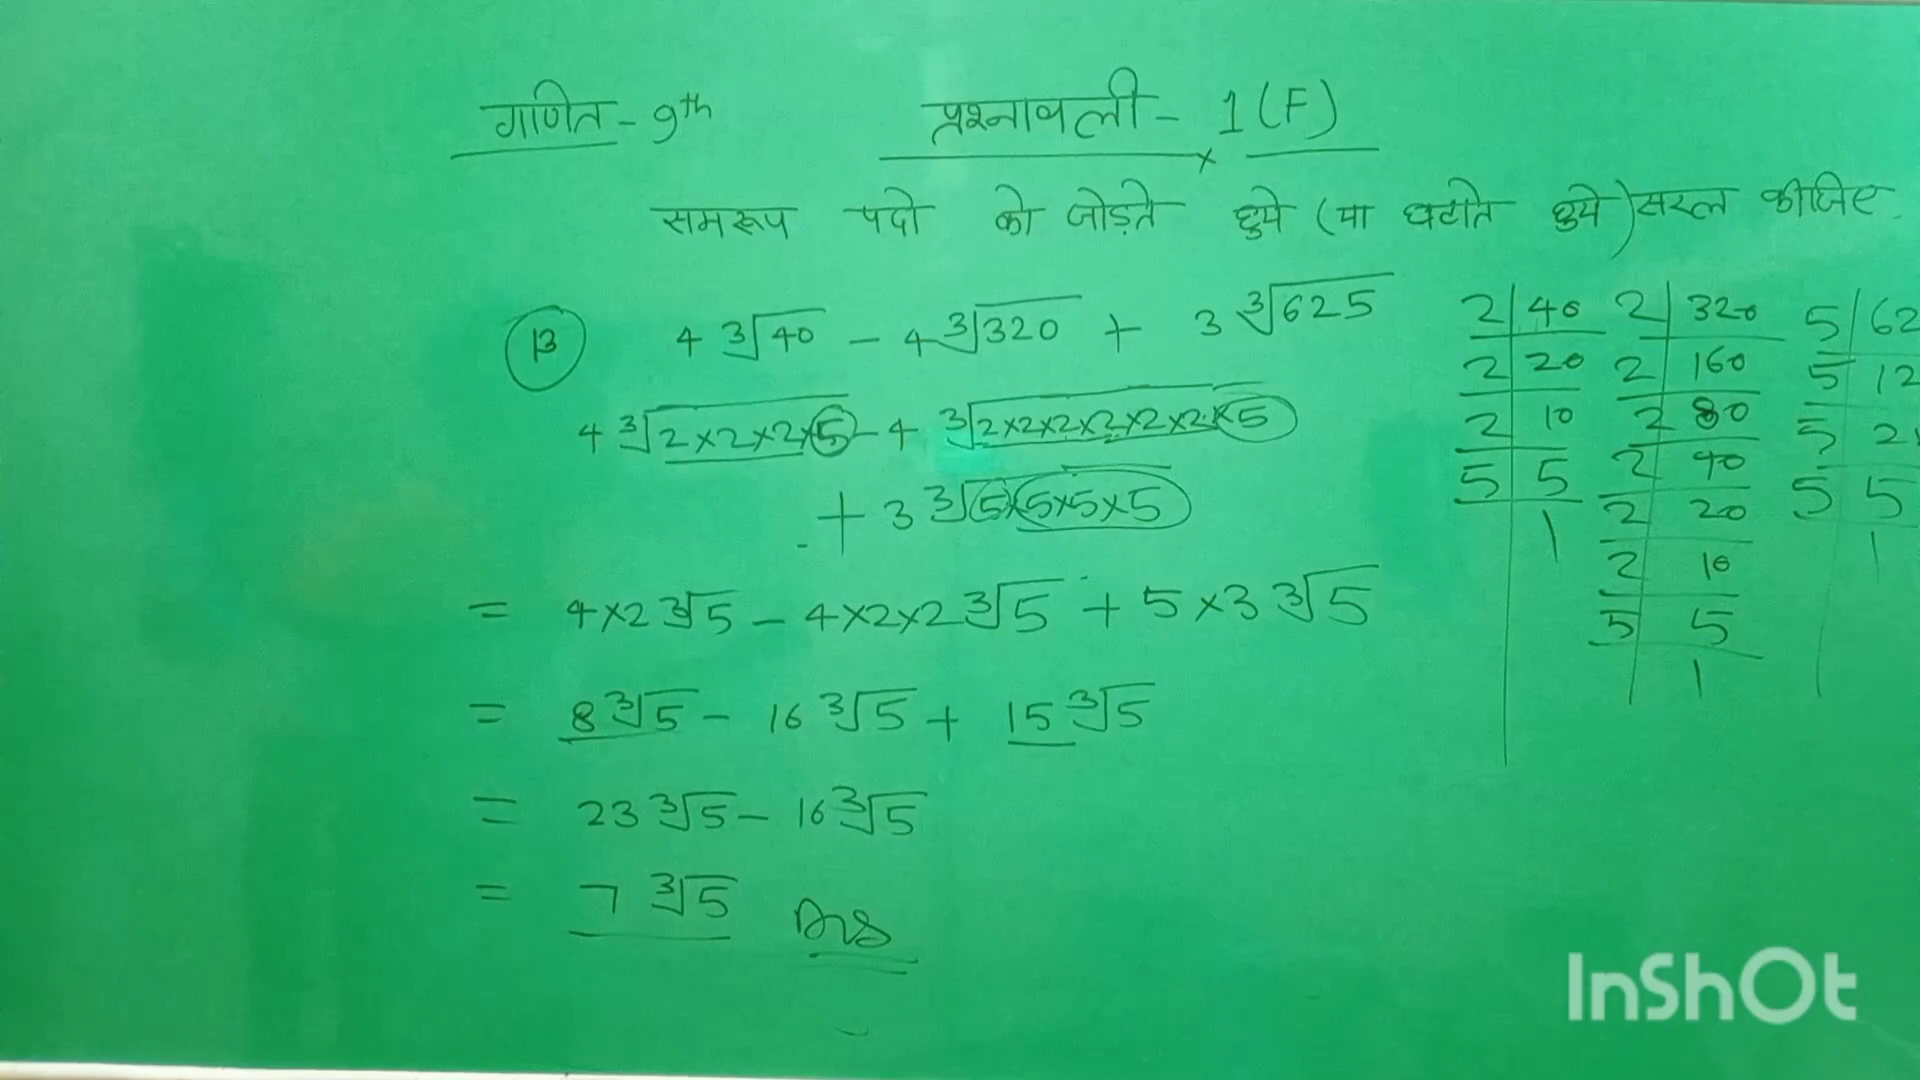 गणित - 9th प्रश्नावली - 1 (F)
समरूप पदो को जोड़ते हुये (या घटाते हुये) सरल कीजिए.
13 4 ∛40 - 4 ∛320 + 3 ∛625
4 ∛2×2×2×5 - 4 ∛2×2×2×2×2×2×5
+ 3 ∛5×5×5×5
= 4×2 ∛5 - 4×2×2 ∛5 + 5×3 ∛5
= 8 ∛5 - 16 ∛5 + 15 ∛5
= 23 ∛5 - 16 ∛5
= 7 ∛5 Ans
2 | 40
2 | 20
2 | 10
5 | 5
1
2 | 320
2 | 160
2 | 80
2 | 40
2 | 20
2 | 10
5 | 5
1
5 | 62
5 | 12
5 | 2
5 | 5
1
InShOt